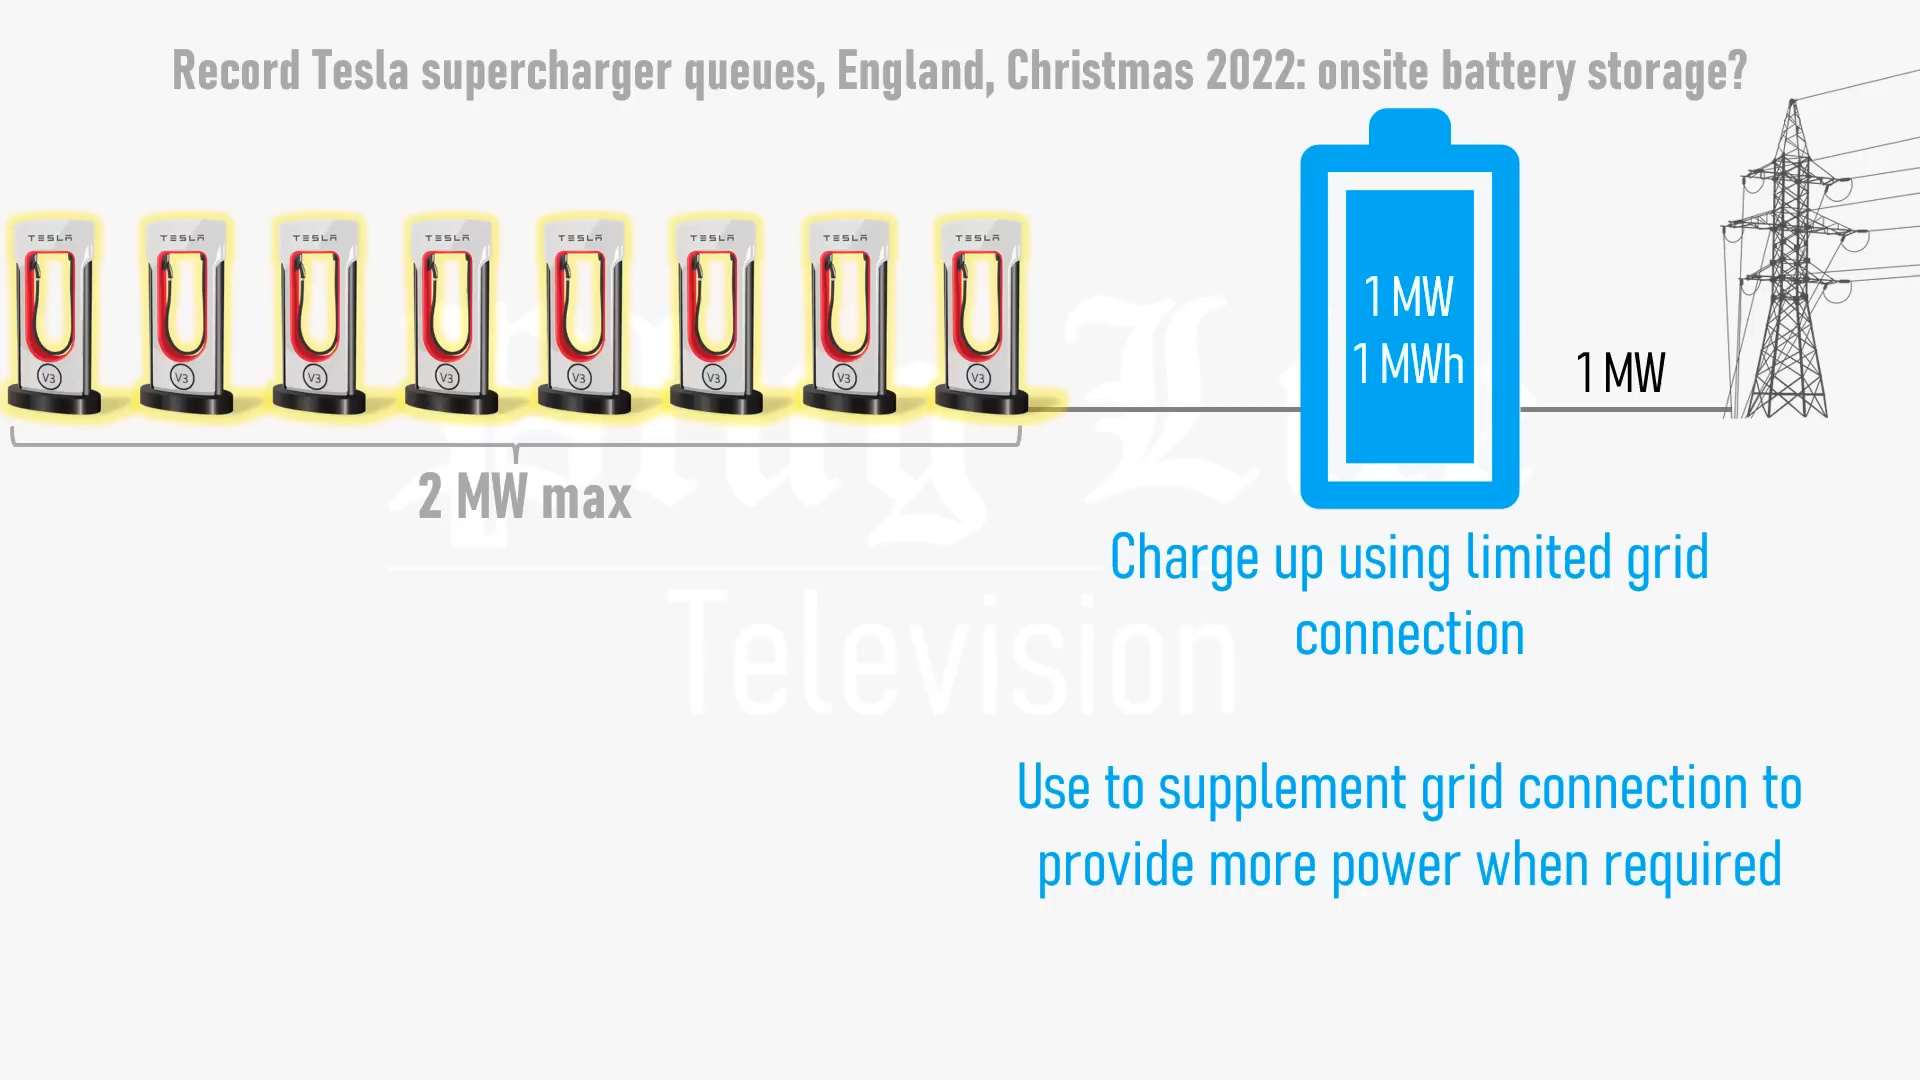 Record Tesla supercharger queues, England, Christmas 2022: onsite battery storage?
TESLA TESLA TESLA TESLA TESLA TESLA TESLA TESLA
V3 V3 V3 V3 V3 V3 V3 V3
1 MW
1 MWh
1 MW
2 MW max
Plug Life
Television
Charge up using limited grid
connection
Use to supplement grid connection to
provide more power when required